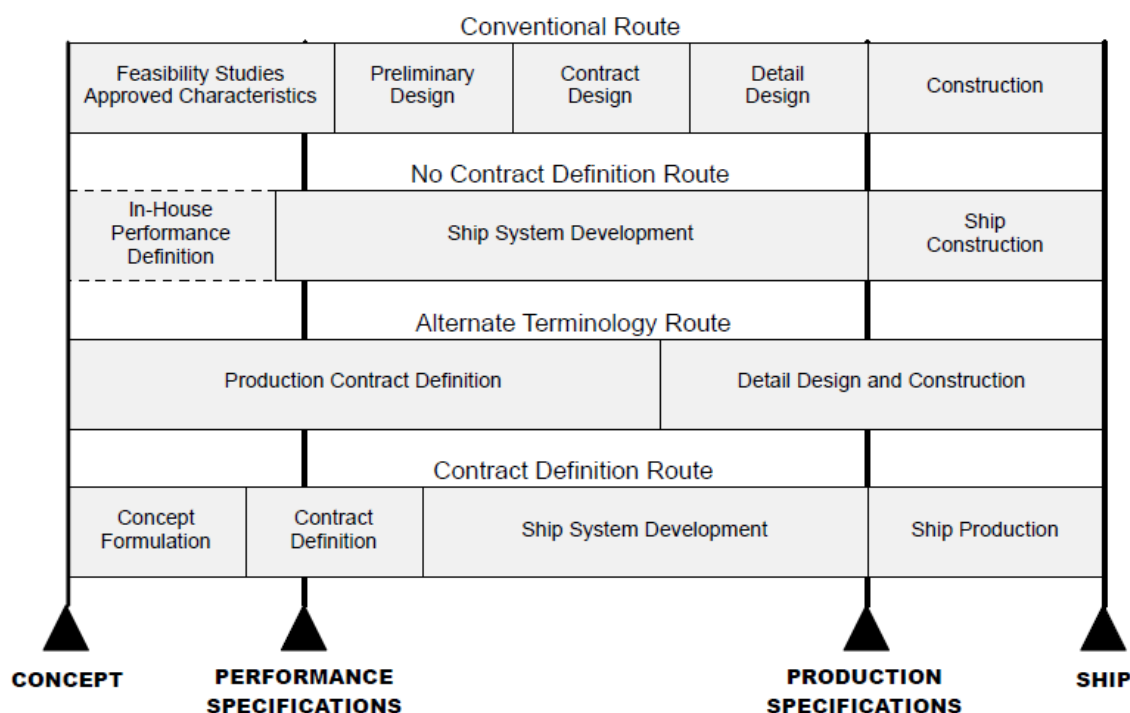 Conventional Route
Feasibility Studies
Approved Characteristics
Preliminary
Design
Contract
Design
Detail
Design
Construction
No Contract Definition Route
In-House
Performance
Definition
Ship System Development
Ship
Construction
Alternate Terminology Route
Production Contract Definition
Detail Design and Construction
Contract Definition Route
Concept
Formulation
Contract
Definition
Ship System Development
Ship Production
CONCEPT
PERFORMANCE
SPECIFICATIONS
PRODUCTION
SPECIFICATIONS
SHIP